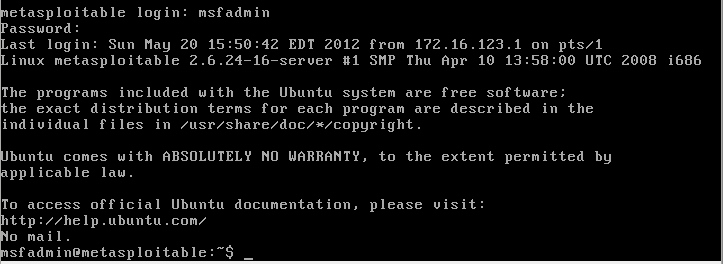 metasploitable login: msfadmin
Password:
Last login: Sun May 20 15:50:42 EDT 2012 from 172.16.123.1 on pts/1
Linux metasploitable 2.6.24-16-server #1 SMP Thu Apr 10 13:58:00 UTC 2008 i686
The programs included with the Ubuntu system are free software;
the exact distribution terms for each program are described in the
individual files in /usr/share/doc/*/copyright.
Ubuntu comes with ABSOLUTELY NO WARRANTY, to the extent permitted by
applicable law.
To access official Ubuntu documentation, please visit:
http://help.ubuntu.com/
No mail.
msfadmin@metasploitable:~$ _